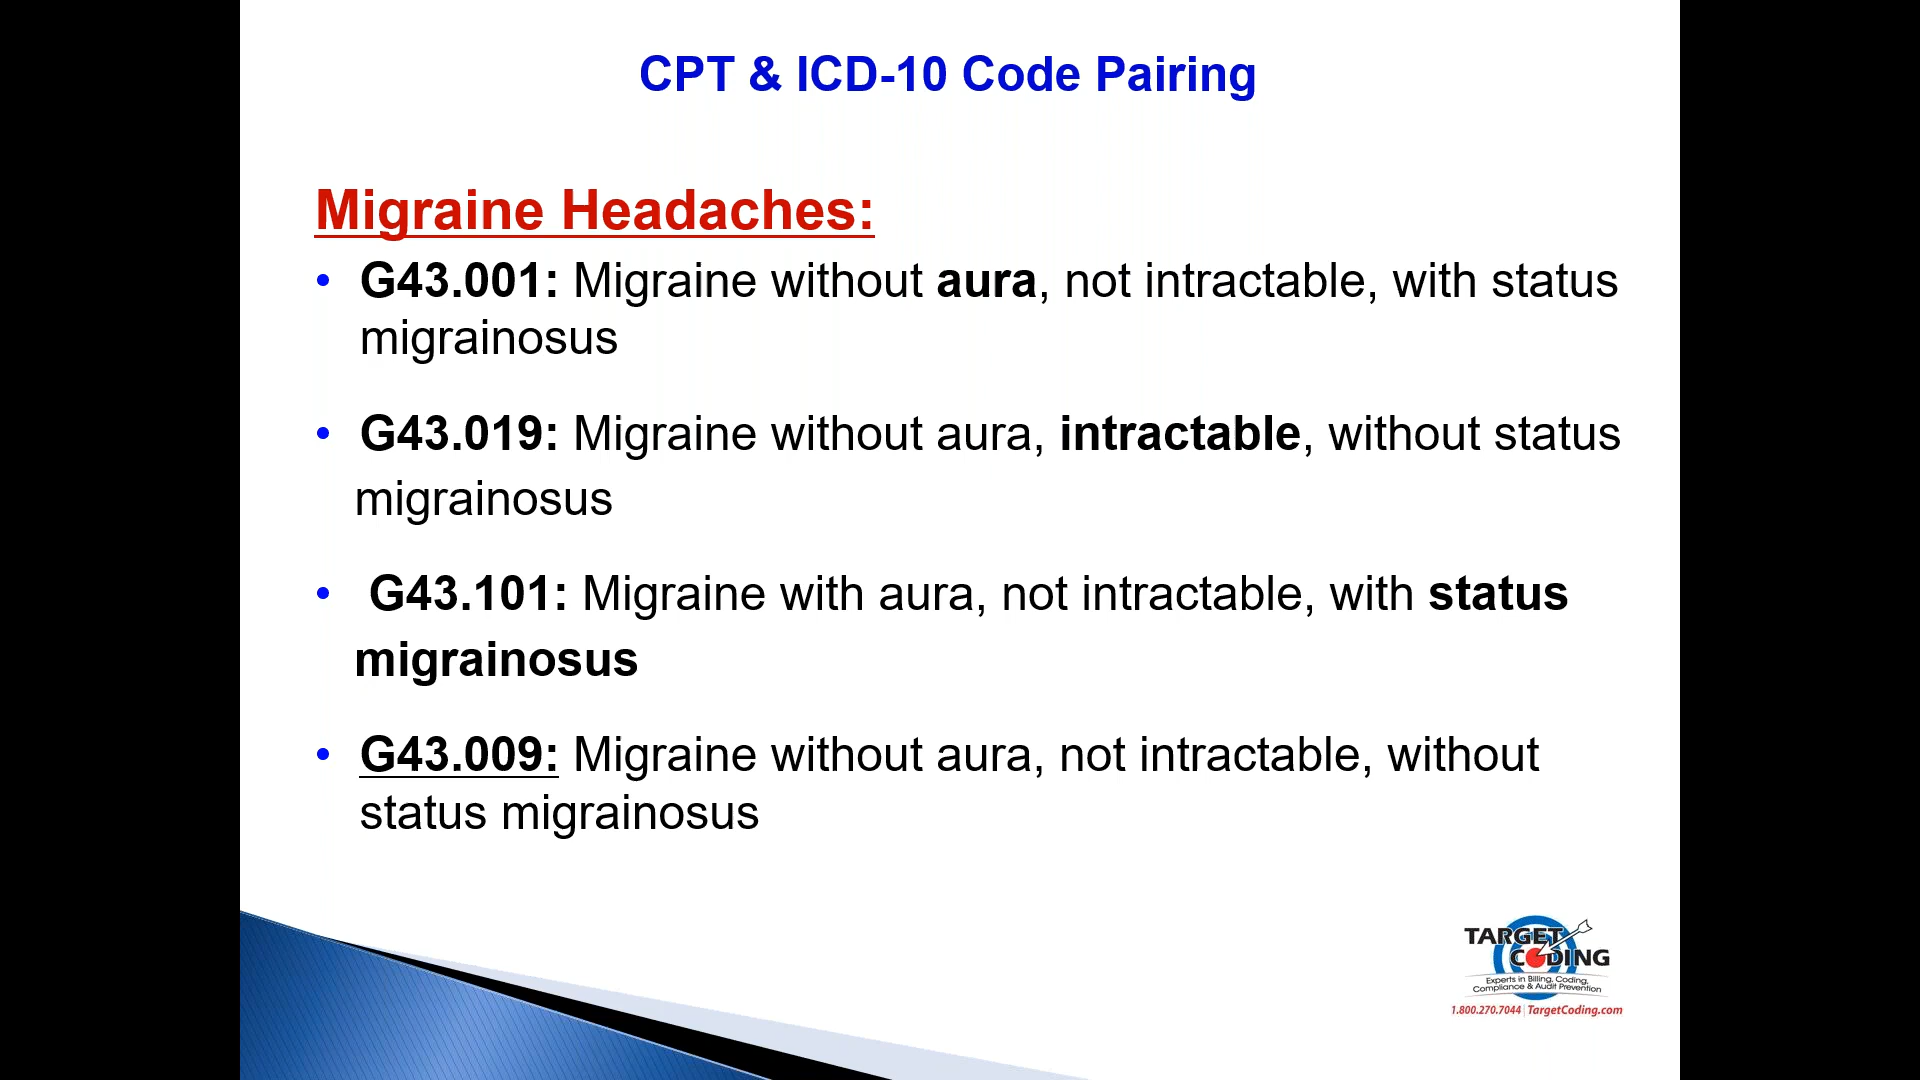 CPT & ICD-10 Code Pairing
Migraine Headaches:
• G43.001: Migraine without aura, not intractable, with status
migrainosus
• G43.019: Migraine without aura, intractable, without status
migrainosus
• G43.101: Migraine with aura, not intractable, with status
migrainosus
• G43.009: Migraine without aura, not intractable, without
status migrainosus
TARGET
CODING
Experts in Billing, Coding,
Compliance & Audit Prevention
1.800.270.7044 | TargetCoding.com